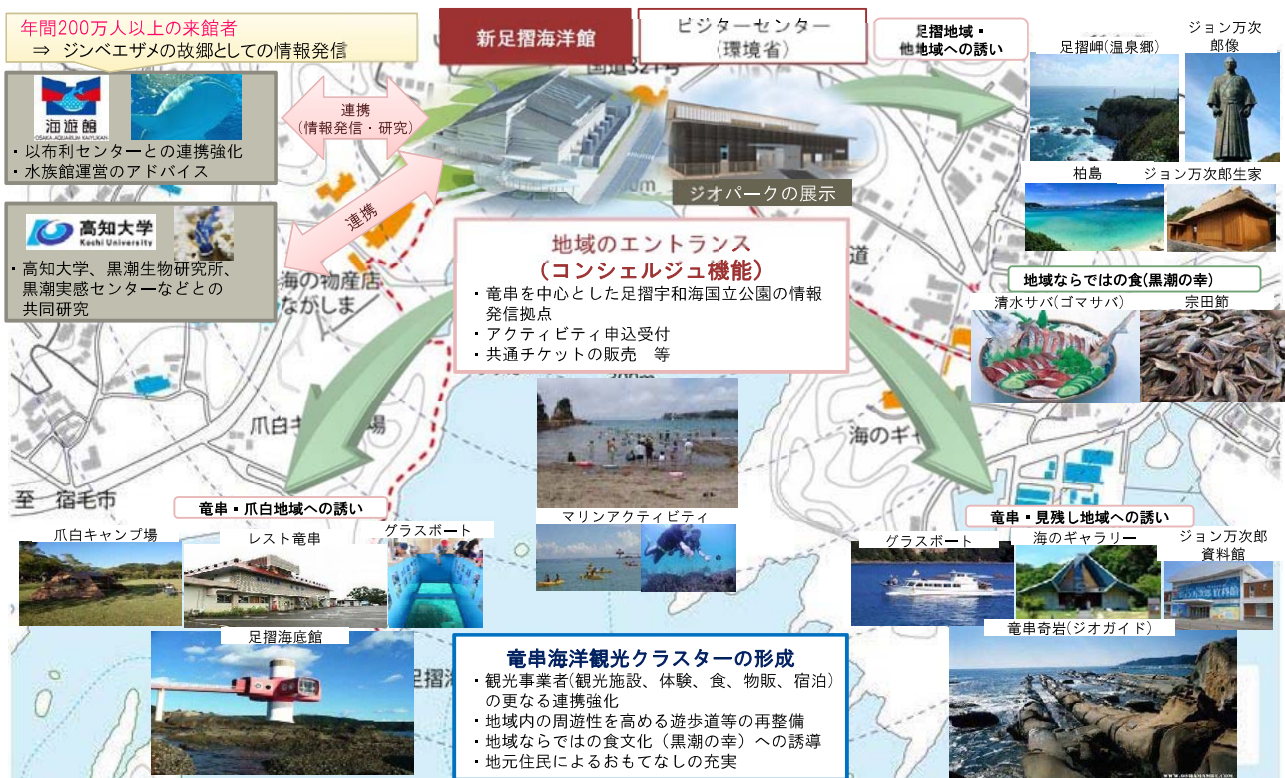 年間200万人以上の来館者
⇒ ジンベエザメの故郷としての情報発信
海遊館
OSAKA AQUARIUM KAIYUKAN
・以布利センターとの連携強化
・水族館運営のアドバイス
高知大学
Kochi University
・高知大学、黒潮生物研究所、
黒潮実感センターなどとの
共同研究
連携
(情報発信・研究)
連携
新足摺海洋館
ビジターセンター
(環境省)
国道321号
ジオパークの展示
地域のエントランス
(コンシェルジュ機能)
・竜串を中心とした足摺宇和海国立公園の情報
発信拠点
・アクティビティ申込受付
・共通チケットの販売 等
足摺地域・
他地域への誘い
足摺岬(温泉郷)
ジョン万次
郎像
柏島
ジョン万次郎生家
地域ならではの食(黒潮の幸)
清水サバ(ゴマサバ)
宗田節
海の物産店
ながしま
道
爪白キ
場
海のギャ
至 宿毛市
竜串・爪白地域への誘い
爪白キャンプ場
レスト竜串
グラスボート
足摺海底館
マリンアクティビティ
竜串・見残し地域への誘い
グラスボート
海のギャラリー
ジョン万次郎
資料館
竜串奇岩(ジオガイド)
足摺
竜串海洋観光クラスターの形成
・観光事業者(観光施設、体験、食、物販、宿泊)
の更なる連携強化
・地域内の周遊性を高める遊歩道等の再整備
・地域ならではの食文化（黒潮の幸）への誘導
・地元住民によるおもてなしの充実